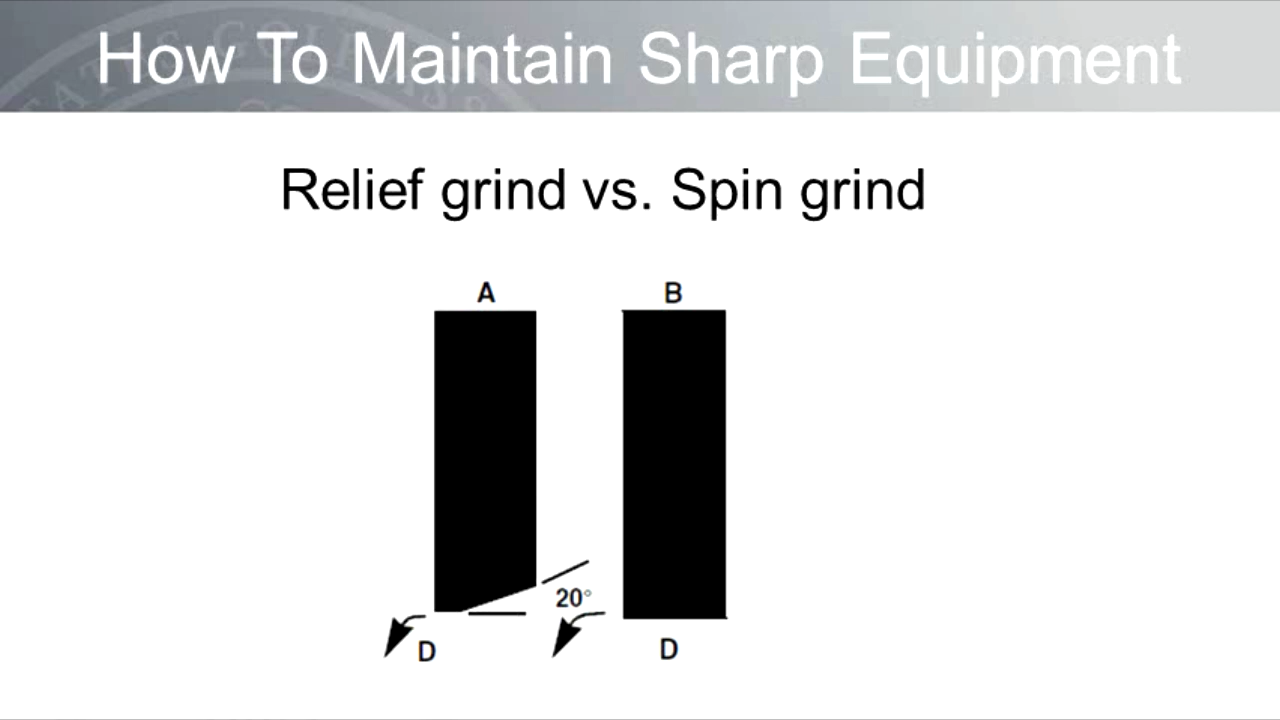 How To Maintain Sharp Equipment
Relief grind vs. Spin grind
A B
20°
D D